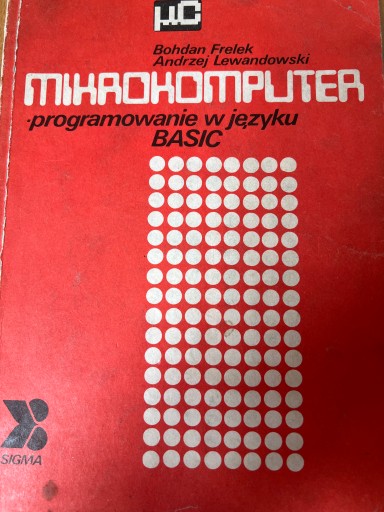 µC
Bohdan Frelek
Andrzej Lewandowski
MIKROKOMPUTER
·programowanie w języku
BASIC
SIGMA